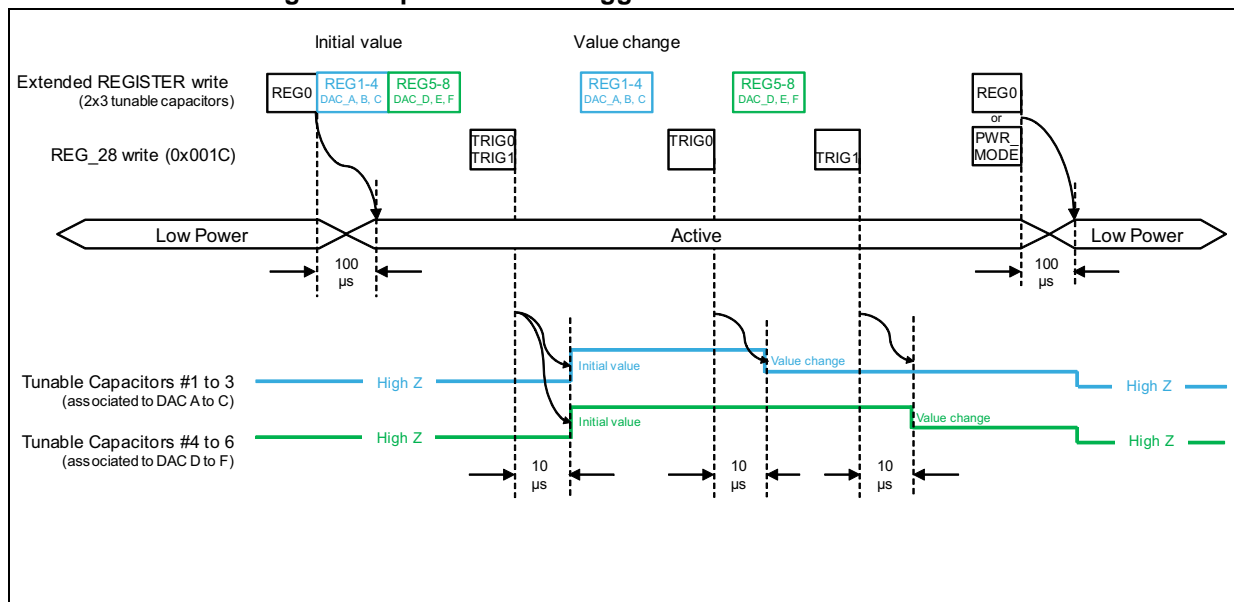 Initial value
Value change
Extended REGISTER write
(2x3 tunable capacitors)
REG0
REG1-4
DAC_A, B, C
REG5-8
DAC_D, E, F
REG1-4
DAC_A, B, C
REG5-8
DAC_D, E, F
REG0
or
REG_28 write (0x001C)
TRIG0
TRIG1
TRIG0
TRIG1
PWR_
MODE
Low Power
Active
Low Power
100
µs
100
µs
Initial value
Value change
Tunable Capacitors #1 to 3
(associated to DAC A to C)
High Z
High Z
Initial value
Value change
Tunable Capacitors #4 to 6
(associated to DAC D to F)
High Z
High Z
10
µs
10
µs
10
µs